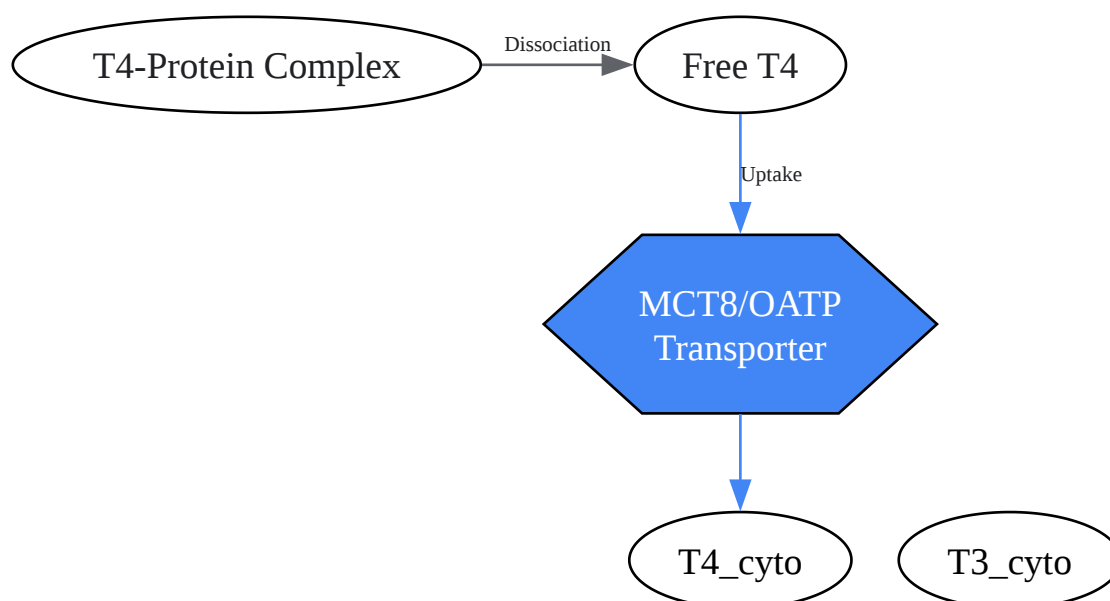 T4-Protein Complex
Dissociation
Free T4
Uptake
MCT8/OATP
Transporter
T4_cyto
T3_cyto